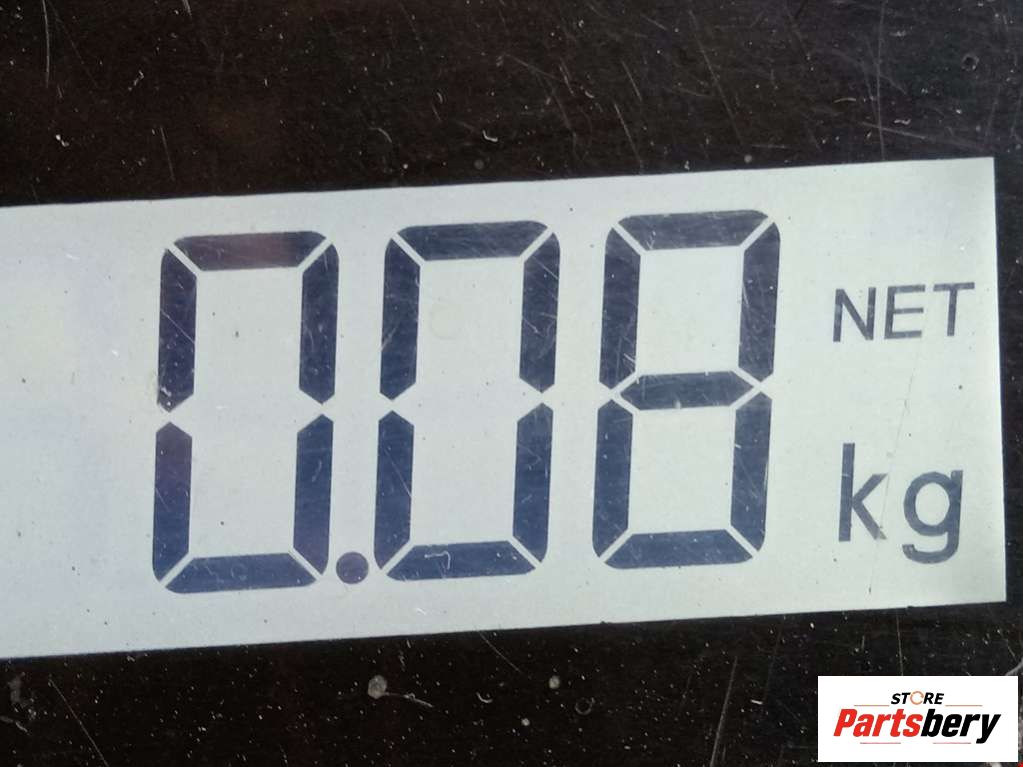 0.08
NET
kg
STORE
Partsbery